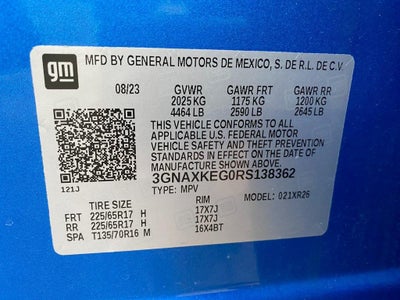 gm
MFD BY GENERAL MOTORS DE MEXICO, S. DE R.L. DE C.V.
08/23 GVWR GAWR FRT GAWR RR
2025 KG 1175 KG 1200 KG
4464 LB 2590 LB 2645 LB
THIS VEHICLE CONFORMS TO ALL
APPLICABLE U.S. FEDERAL MOTOR
VEHICLE SAFETY STANDARDS IN EFFECT ON THE
DATE OF MANUFACTURE SHOWN ABOVE.
3GNAXKEG0RS138362
121J TYPE: MPV MODEL: 021XR26
TIRE SIZE RIM
FRT 225/65R17 H 17X7J
RR 225/65R17 H 17X7J
SPA T135/70R16 M 16X4BT